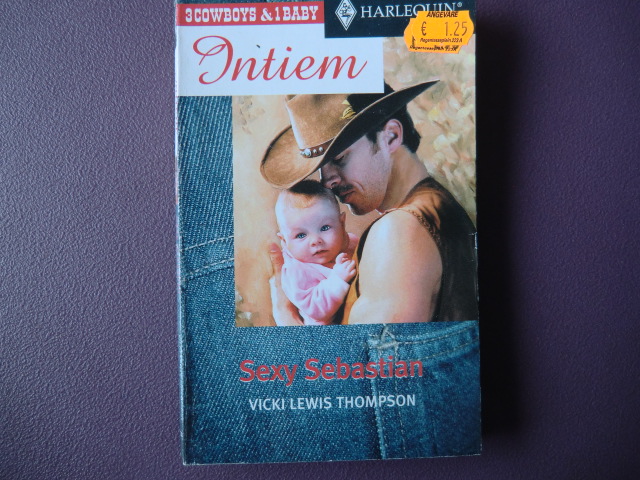 3 COWBOYS & 1 BABY
HARLEQUIN®
ANGEVARE
€ 1.25
Intiem
Sexy Sebastian
VICKI LEWIS THOMPSON